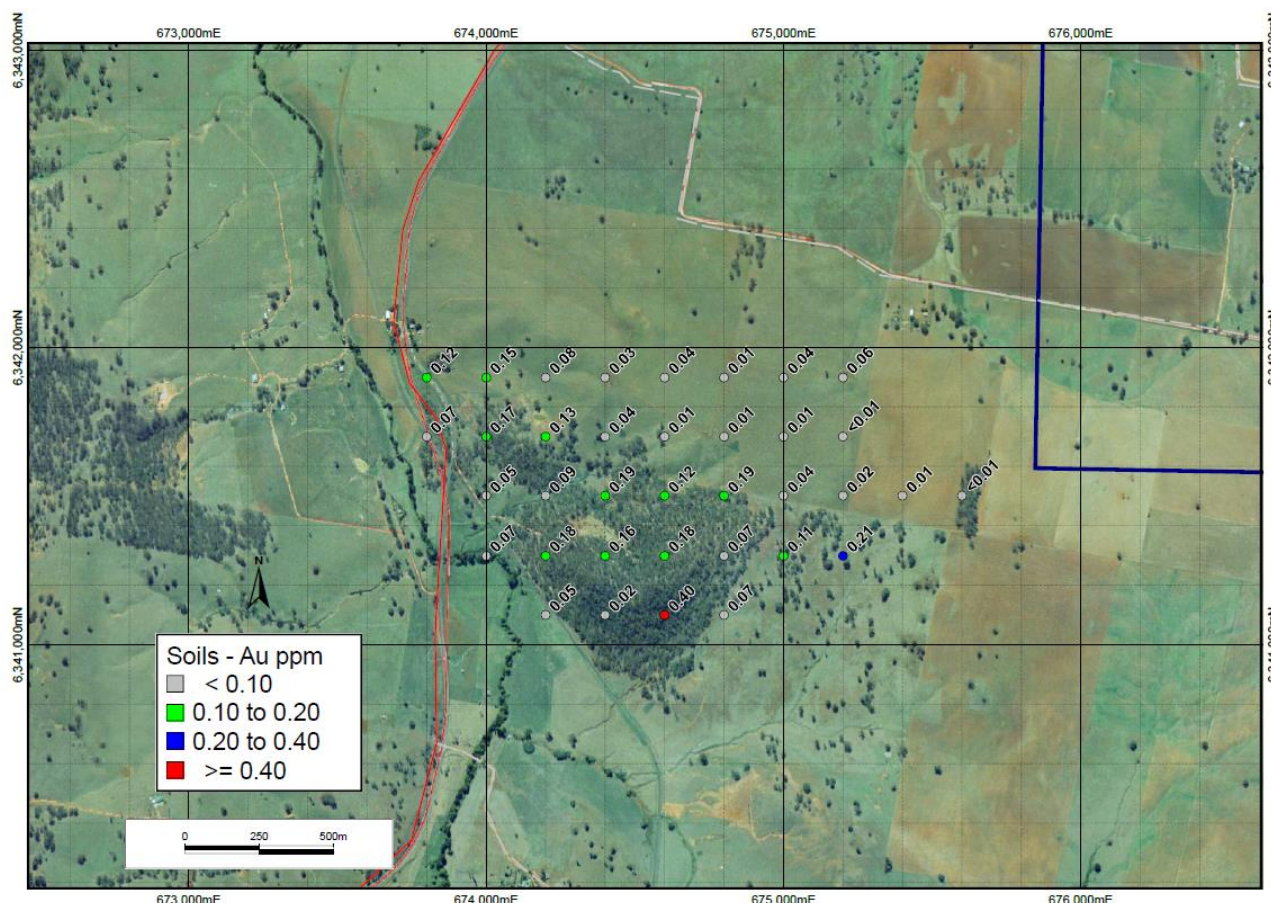 673,000mE 674,000mE 675,000mE 676,000mE
6,343,000mN
6,342,000mN
0.12 0.15 0.08 0.03 0.04 0.01 0.04 0.06
0.07 0.17 0.13 0.04 0.01 0.01 0.01 <0.01
0.05 0.09 0.19 0.12 0.19 0.04 0.02 0.01 <0.01
0.07 0.18 0.16 0.18 0.07 0.11 0.21
0.05 0.02 0.40 0.07
N
6,341,000mN
Soils - Au ppm
< 0.10
0.10 to 0.20
0.20 to 0.40
>= 0.40
0 250 500m
673,000mE 674,000mE 675,000mE 676,000mE